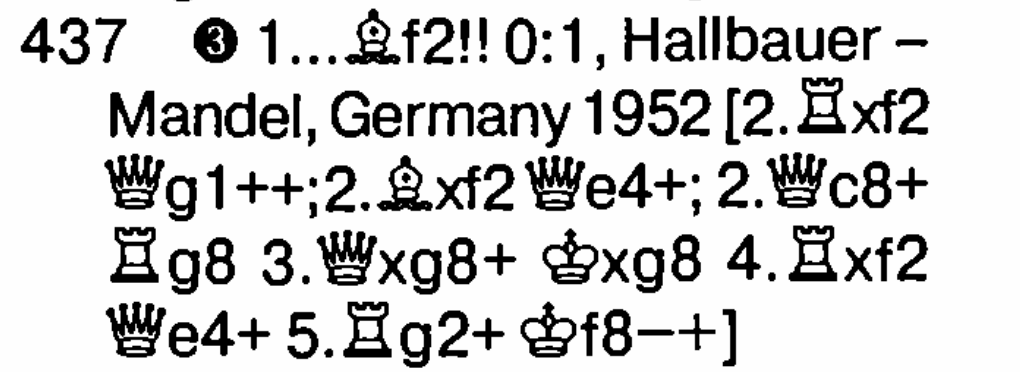 437 ❸ 1...♗f2!! 0:1, Hallbauer –
Mandel, Germany 1952 [2.♖xf2
♕g1++;2.♗xf2 ♕e4+; 2.♕c8+
♖g8 3.♕xg8+ ♔xg8 4.♖xf2
♕e4+ 5.♖g2+ ♔f8–+]